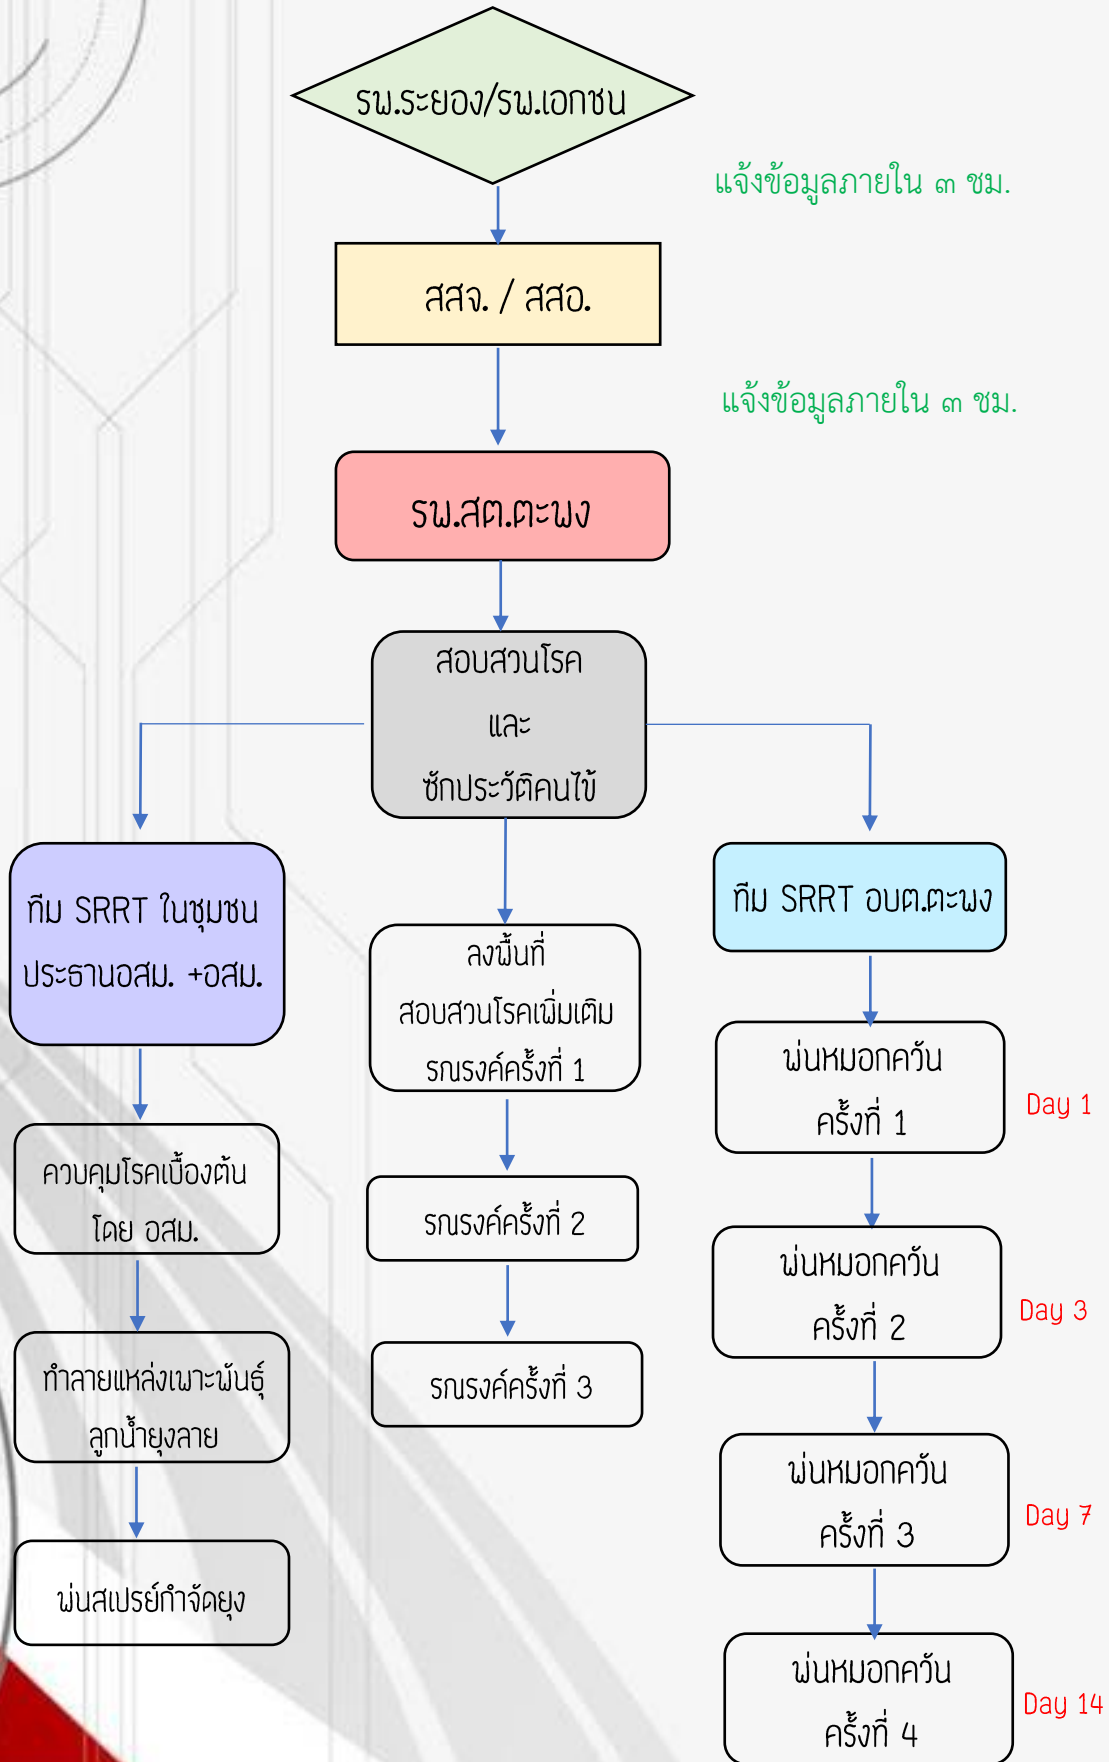 รพ.ระยอง/รพ.เอกชน
แจ้งข้อมูลภายใน ๓ ชม.
สสจ. / สสอ.
แจ้งข้อมูลภายใน ๓ ชม.
รพ.สต.ตะพง
สอบสวนโรค
และ
ซักประวัติคนไข้
ทีม SRRT ในชุมชน
ประธานอสม. +อสม.
ควบคุมโรคเบื้องต้น
โดย อสม.
ทำลายแหล่งเพาะพันธุ์
ลูกน้ำยุงลาย
พ่นสเปรย์กำจัดยุง
ลงพื้นที่
สอบสวนโรคเพิ่มเติม
รณรงค์ครั้งที่ 1
รณรงค์ครั้งที่ 2
รณรงค์ครั้งที่ 3
ทีม SRRT อบต.ตะพง
พ่นหมอกควัน
ครั้งที่ 1
Day 1
พ่นหมอกควัน
ครั้งที่ 2
Day 3
พ่นหมอกควัน
ครั้งที่ 3
Day 7
พ่นหมอกควัน
ครั้งที่ 4
Day 14